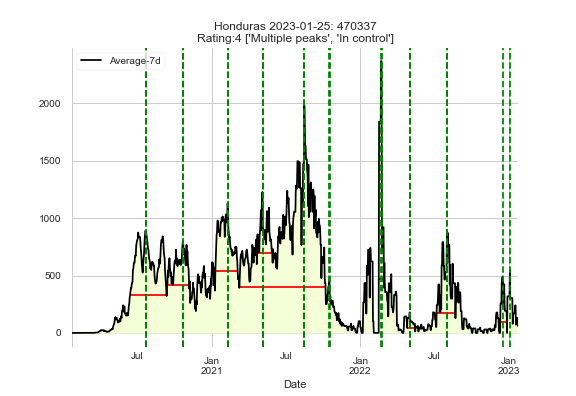 Honduras 2023-01-25: 470337
Rating:4 ['Multiple peaks', 'In control']
Average-7d
2000
1500
1000
500
0
Jul
Jan
2021
Jul
Jan
2022
Jul
Jan
2023
Date